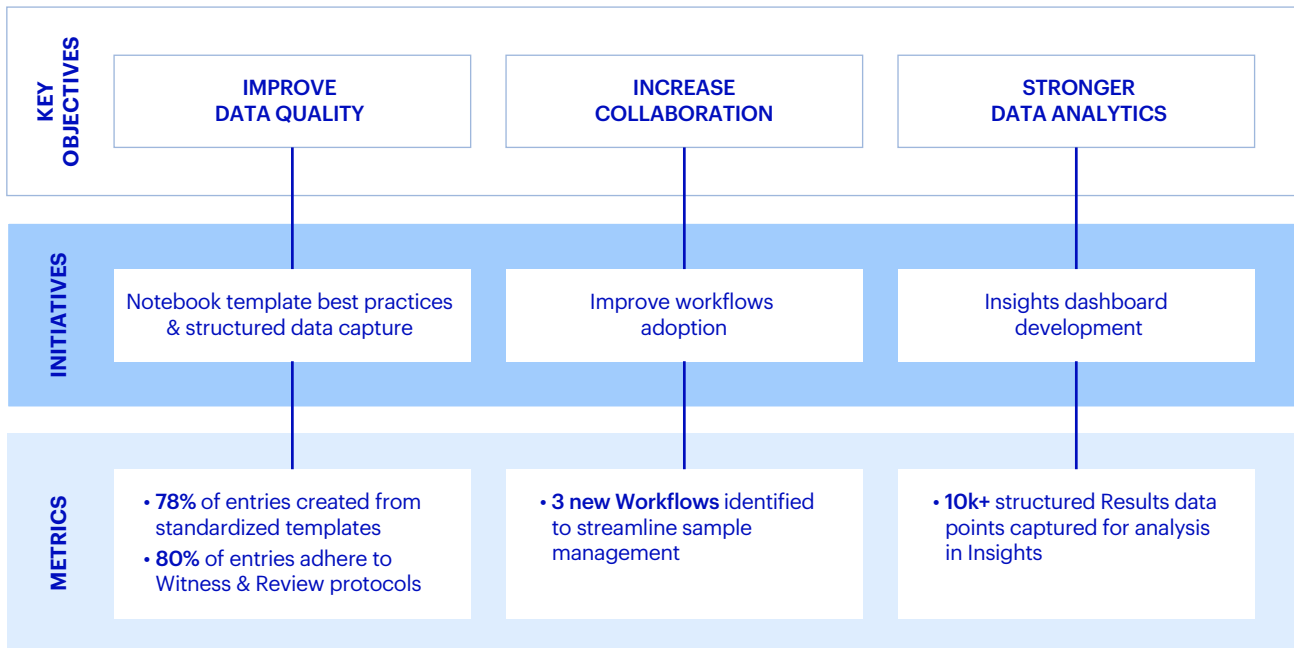 KEY
OBJECTIVES
IMPROVE
DATA QUALITY
INCREASE
COLLABORATION
STRONGER
DATA ANALYTICS
INITIATIVES
Notebook template best practices
& structured data capture
Improve workflows
adoption
Insights dashboard
development
METRICS
• 78% of entries created from
standardized templates
• 80% of entries adhere to
Witness & Review protocols
• 3 new Workflows identified
to streamline sample
management
• 10k+ structured Results data
points captured for analysis
in Insights